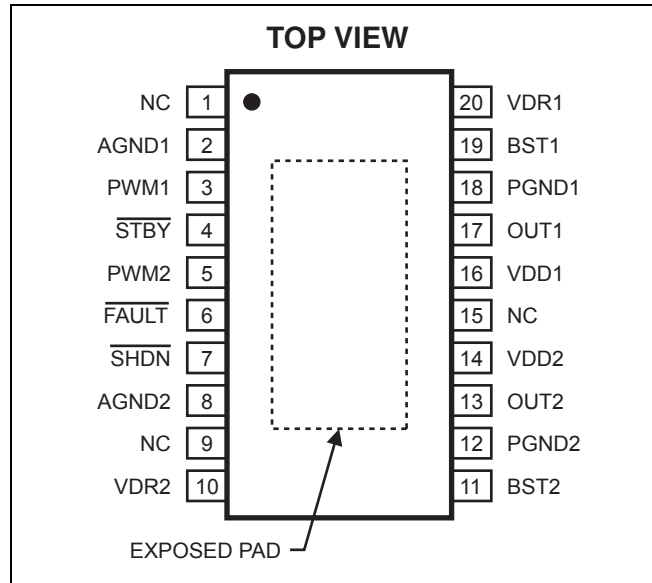 TOP VIEW
NC 1 20 VDR1
AGND1 2 19 BST1
PWM1 3 18 PGND1
STBY 4 17 OUT1
PWM2 5 16 VDD1
FAULT 6 15 NC
SHDN 7 14 VDD2
AGND2 8 13 OUT2
NC 9 12 PGND2
VDR2 10 11 BST2
EXPOSED PAD